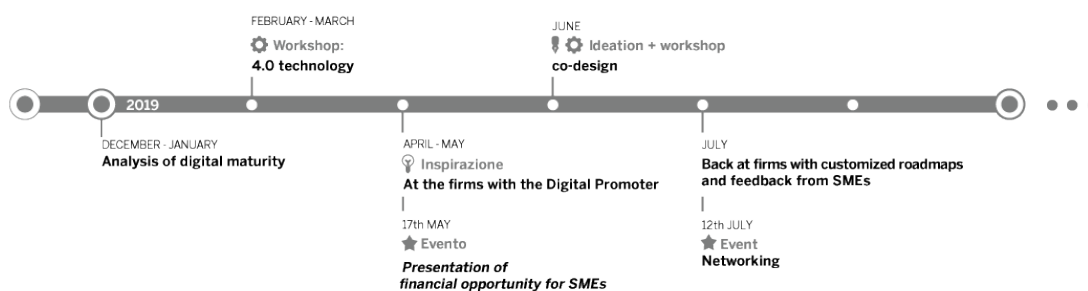 FEBRUARY - MARCH
Workshop:
4.0 technology
JUNE
Ideation + workshop
co-design
2019
DECEMBER - JANUARY
Analysis of digital maturity
APRIL - MAY
Inspirazione
At the firms with the Digital Promoter
17th MAY
Evento
Presentation of
financial opportunity for SMEs
JULY
Back at firms with customized roadmaps
and feedback from SMEs
12th JULY
Event
Networking